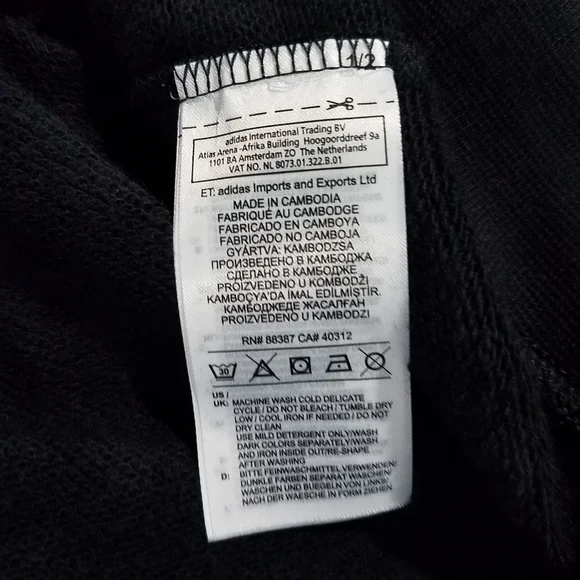 1/2
adidas International Trading BV
Atlas Arena -Afrika Building Hoogoorddreef 9a
1101 BA Amsterdam ZO The Netherlands
VAT NO. NL 8073.01.322.B.01
ET: adidas Imports and Exports Ltd
MADE IN CAMBODIA
FABRIQUÉ AU CAMBODGE
FABRICADO EN CAMBOYA
FABRICADO NO CAMBOJA
GYÁRTVA: KAMBODZSA
ПРОИЗВЕДЕНО В КАМБОДЖА
СДЕЛАНО В КАМБОДЖЕ
PROIZVEDENO U KOMBODŽI
KAMBOÇYA'DA İMAL EDİLMİŞTİR.
КАМБОДЖЕДЕ ЖАСАЛҒАН
PROIZVEDENO U KAMBODZI
RN# 88387 CA# 40312
30
US / UK: MACHINE WASH COLD DELICATE
CYCLE / DO NOT BLEACH / TUMBLE DRY
LOW / COOL IRON IF NEEDED / DO NOT
DRY CLEAN
USE MILD DETERGENT ONLY/WASH
DARK COLORS SEPARATELY/WASH
AND IRON INSIDE OUT/RE-SHAPE
AFTER WASHING
D: BITTE FEINWASCHMITTEL VERWENDEN/
DUNKLE FARBEN SEPARAT WASCHEN/
WASCHEN UND BUEGELN VON LINKS/
NACH DER WAESCHE IN FORM ZIEHEN